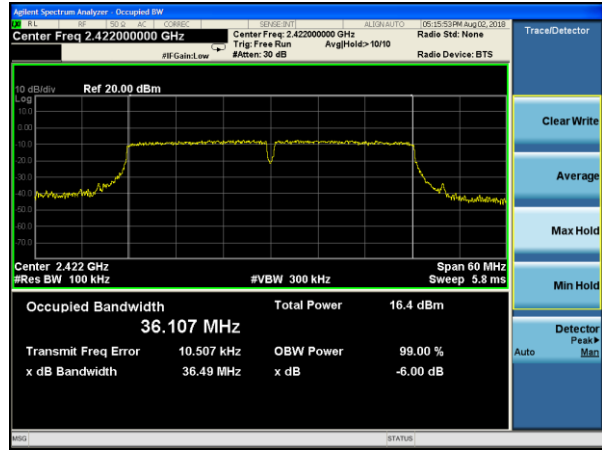 Agilent Spectrum Analyzer - Occupied BW
RL RF 50 Ω AC CORREC SENSE:INT ALIGNAUTO 05:15:53PM Aug 02, 2018
Center Freq 2.422000000 GHz Center Freq: 2.422000000 GHz Radio Std: None Trace/Detector
Trig: Free Run Avg|Hold:>10/10
#IFGain:Low #Atten: 30 dB Radio Device: BTS
10 dB/div Ref 20.00 dBm
Log
10.0
0.00
-10.0
-20.0
-30.0
-40.0
-50.0
-60.0
-70.0
Clear Write
Average
Max Hold
Min Hold
Detector
Peak▶
Auto Man
Center 2.422 GHz Span 60 MHz
#Res BW 100 kHz #VBW 300 kHz Sweep 5.8 ms
Occupied Bandwidth Total Power 16.4 dBm
36.107 MHz
Transmit Freq Error 10.507 kHz OBW Power 99.00 %
x dB Bandwidth 36.49 MHz x dB -6.00 dB
MSG STATUS